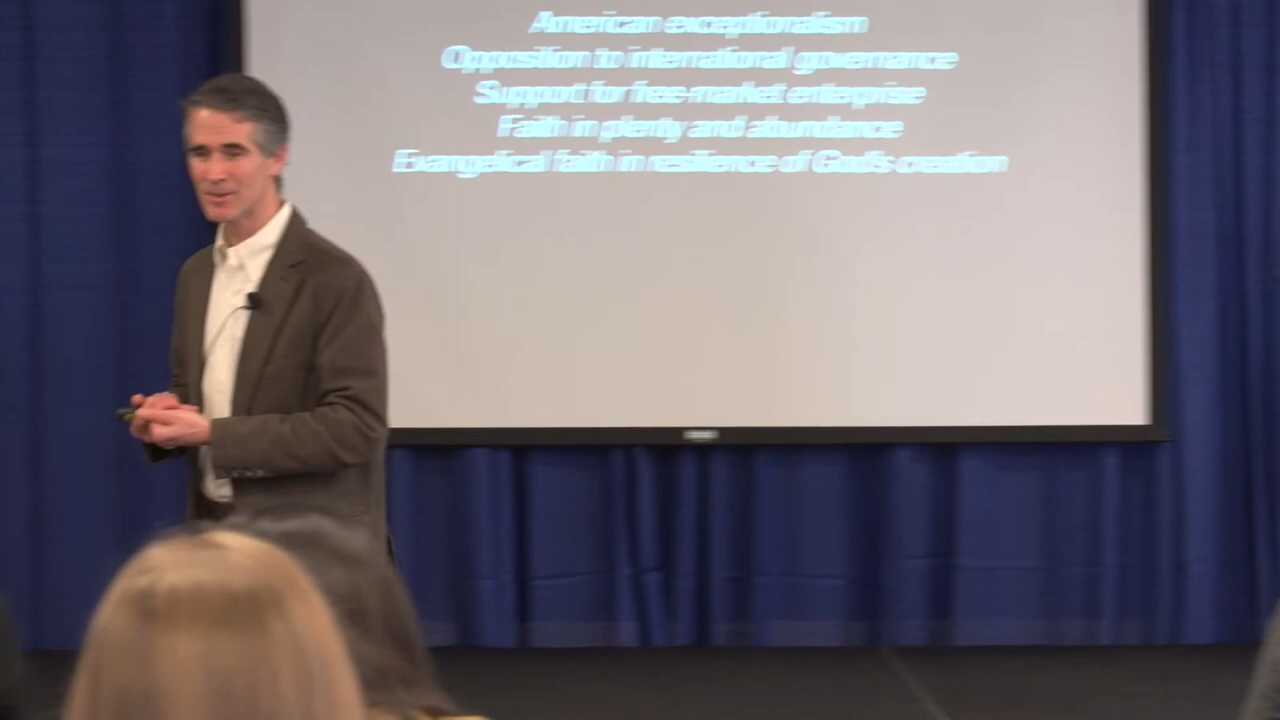 American exceptionalism
Opposition to international governance
Support for free-market enterprise
Faith in plenty and abundance
Evangelical faith in resilience of God's creation